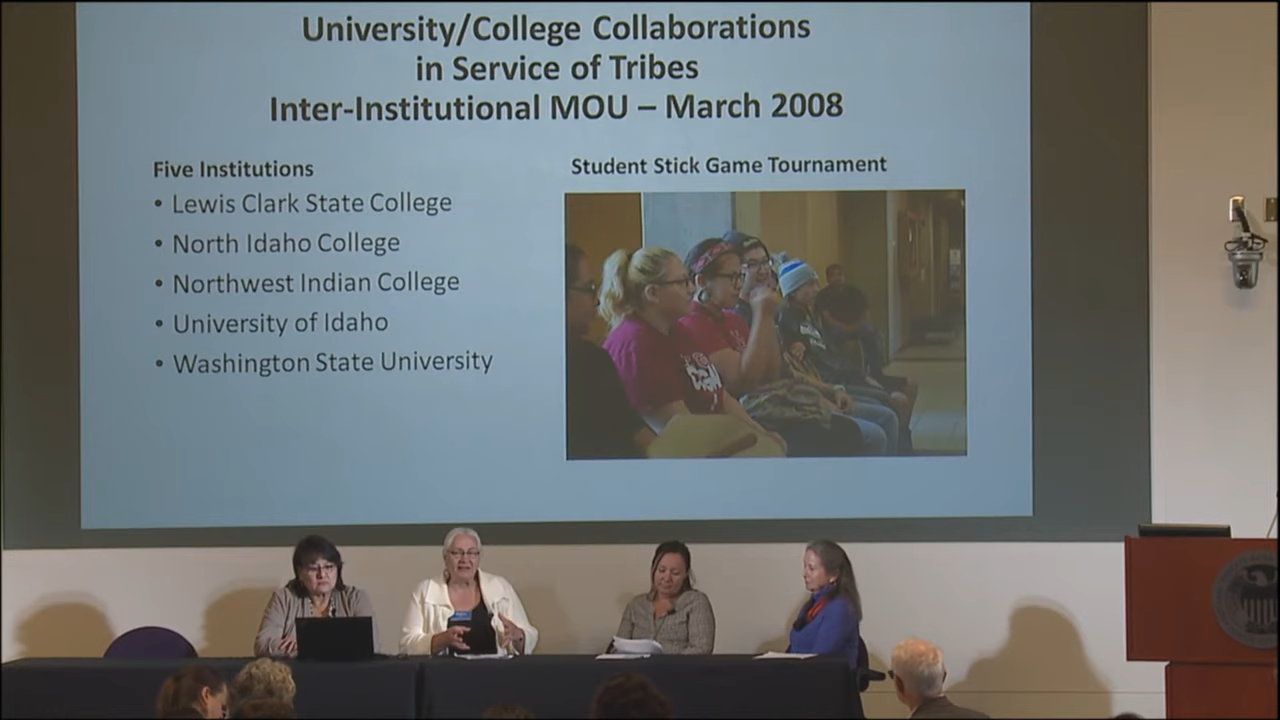 University/College Collaborations
in Service of Tribes
Inter-Institutional MOU – March 2008
Five Institutions
• Lewis Clark State College
• North Idaho College
• Northwest Indian College
• University of Idaho
• Washington State University
Student Stick Game Tournament